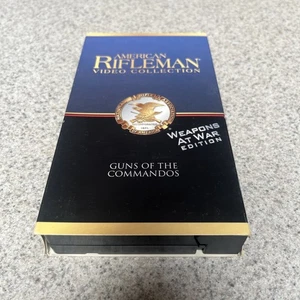 AMERICAN
RIFLEMAN®
VIDEO COLLECTION
WEAPONS
AT WAR
EDITION
GUNS OF THE
COMMANDOS